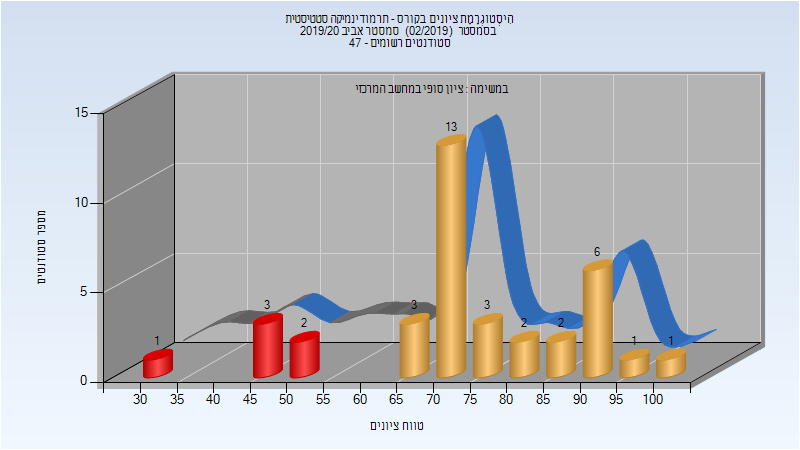 היסטוגרמת ציונים בקורס - תרמודינמיקה סטטיסטית
בסמסטר (02/2019) סמסטר אביב 2019/20
סטודנטים רשומים - 47
במשימה : ציון סופי במחשב המרכזי
15
10
5
0
מספר סטודנטים
1
3
2
3
13
3
2
2
6
1
1
30 35 40 45 50 55 60 65 70 75 80 85 90 95 100
טווח ציונים